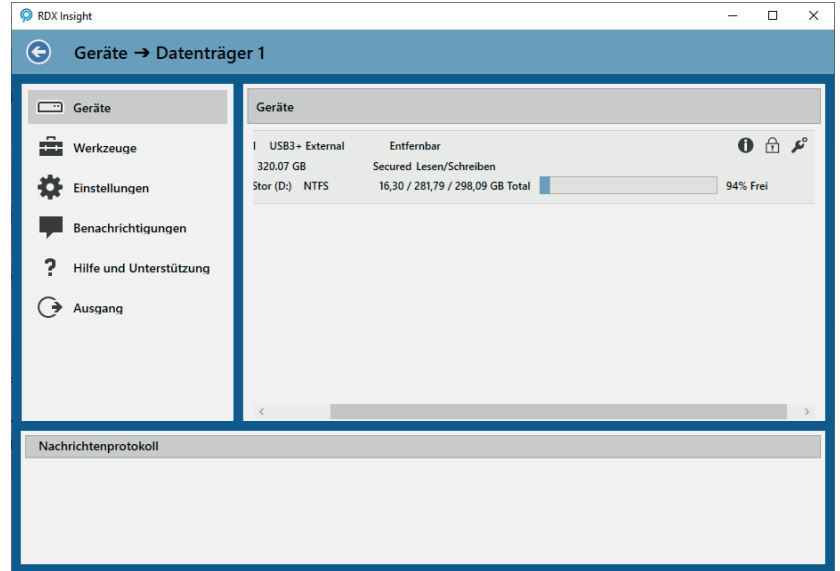 RDX Insight
Geräte → Datenträger 1
Geräte
Werkzeuge
Einstellungen
Benachrichtigungen
Hilfe und Unterstützung
Ausgang
Geräte
USB3+ External Entfernbar
320.07 GB Secured Lesen/Schreiben
Stor (D:) NTFS 16,30 / 281,79 / 298,09 GB Total 94% Frei
Nachrichtenprotokoll